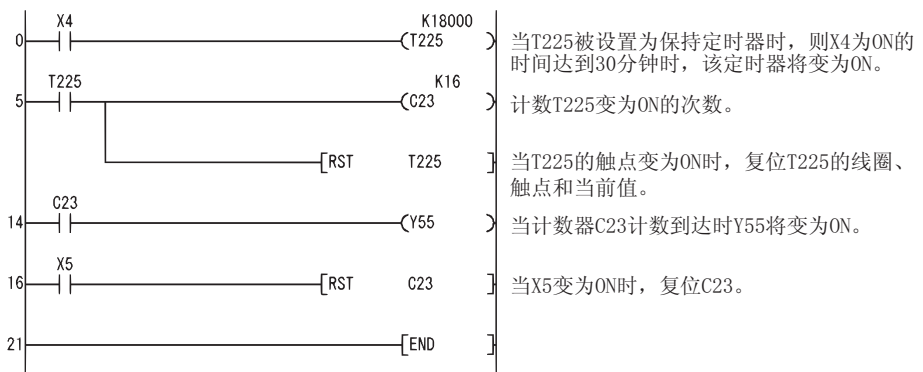 X4 K18000
0 (T225 ) 当T225被设置为保持定时器时，则X4为ON的
时间达到30分钟时，该定时器将变为ON。
T225 K16
5 (C23 ) 计数T225变为ON的次数。
[RST T225 ] 当T225的触点变为ON时，复位T225的线圈、
触点和当前值。
C23
14 (Y55 ) 当计数器C23计数到达时Y55将变为ON。
X5
16 [RST C23 ] 当X5变为ON时，复位C23。
21 [END ]